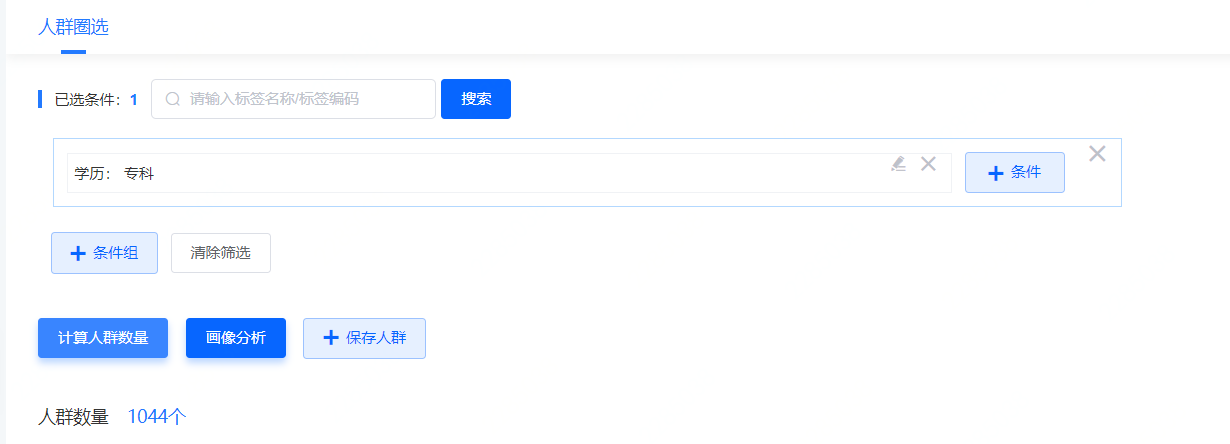 人群圈选
已选条件：1 请输入标签名称/标签编码 搜索
学历： 专科 条件
条件组 清除筛选
计算人群数量 画像分析 保存人群
人群数量 1044个